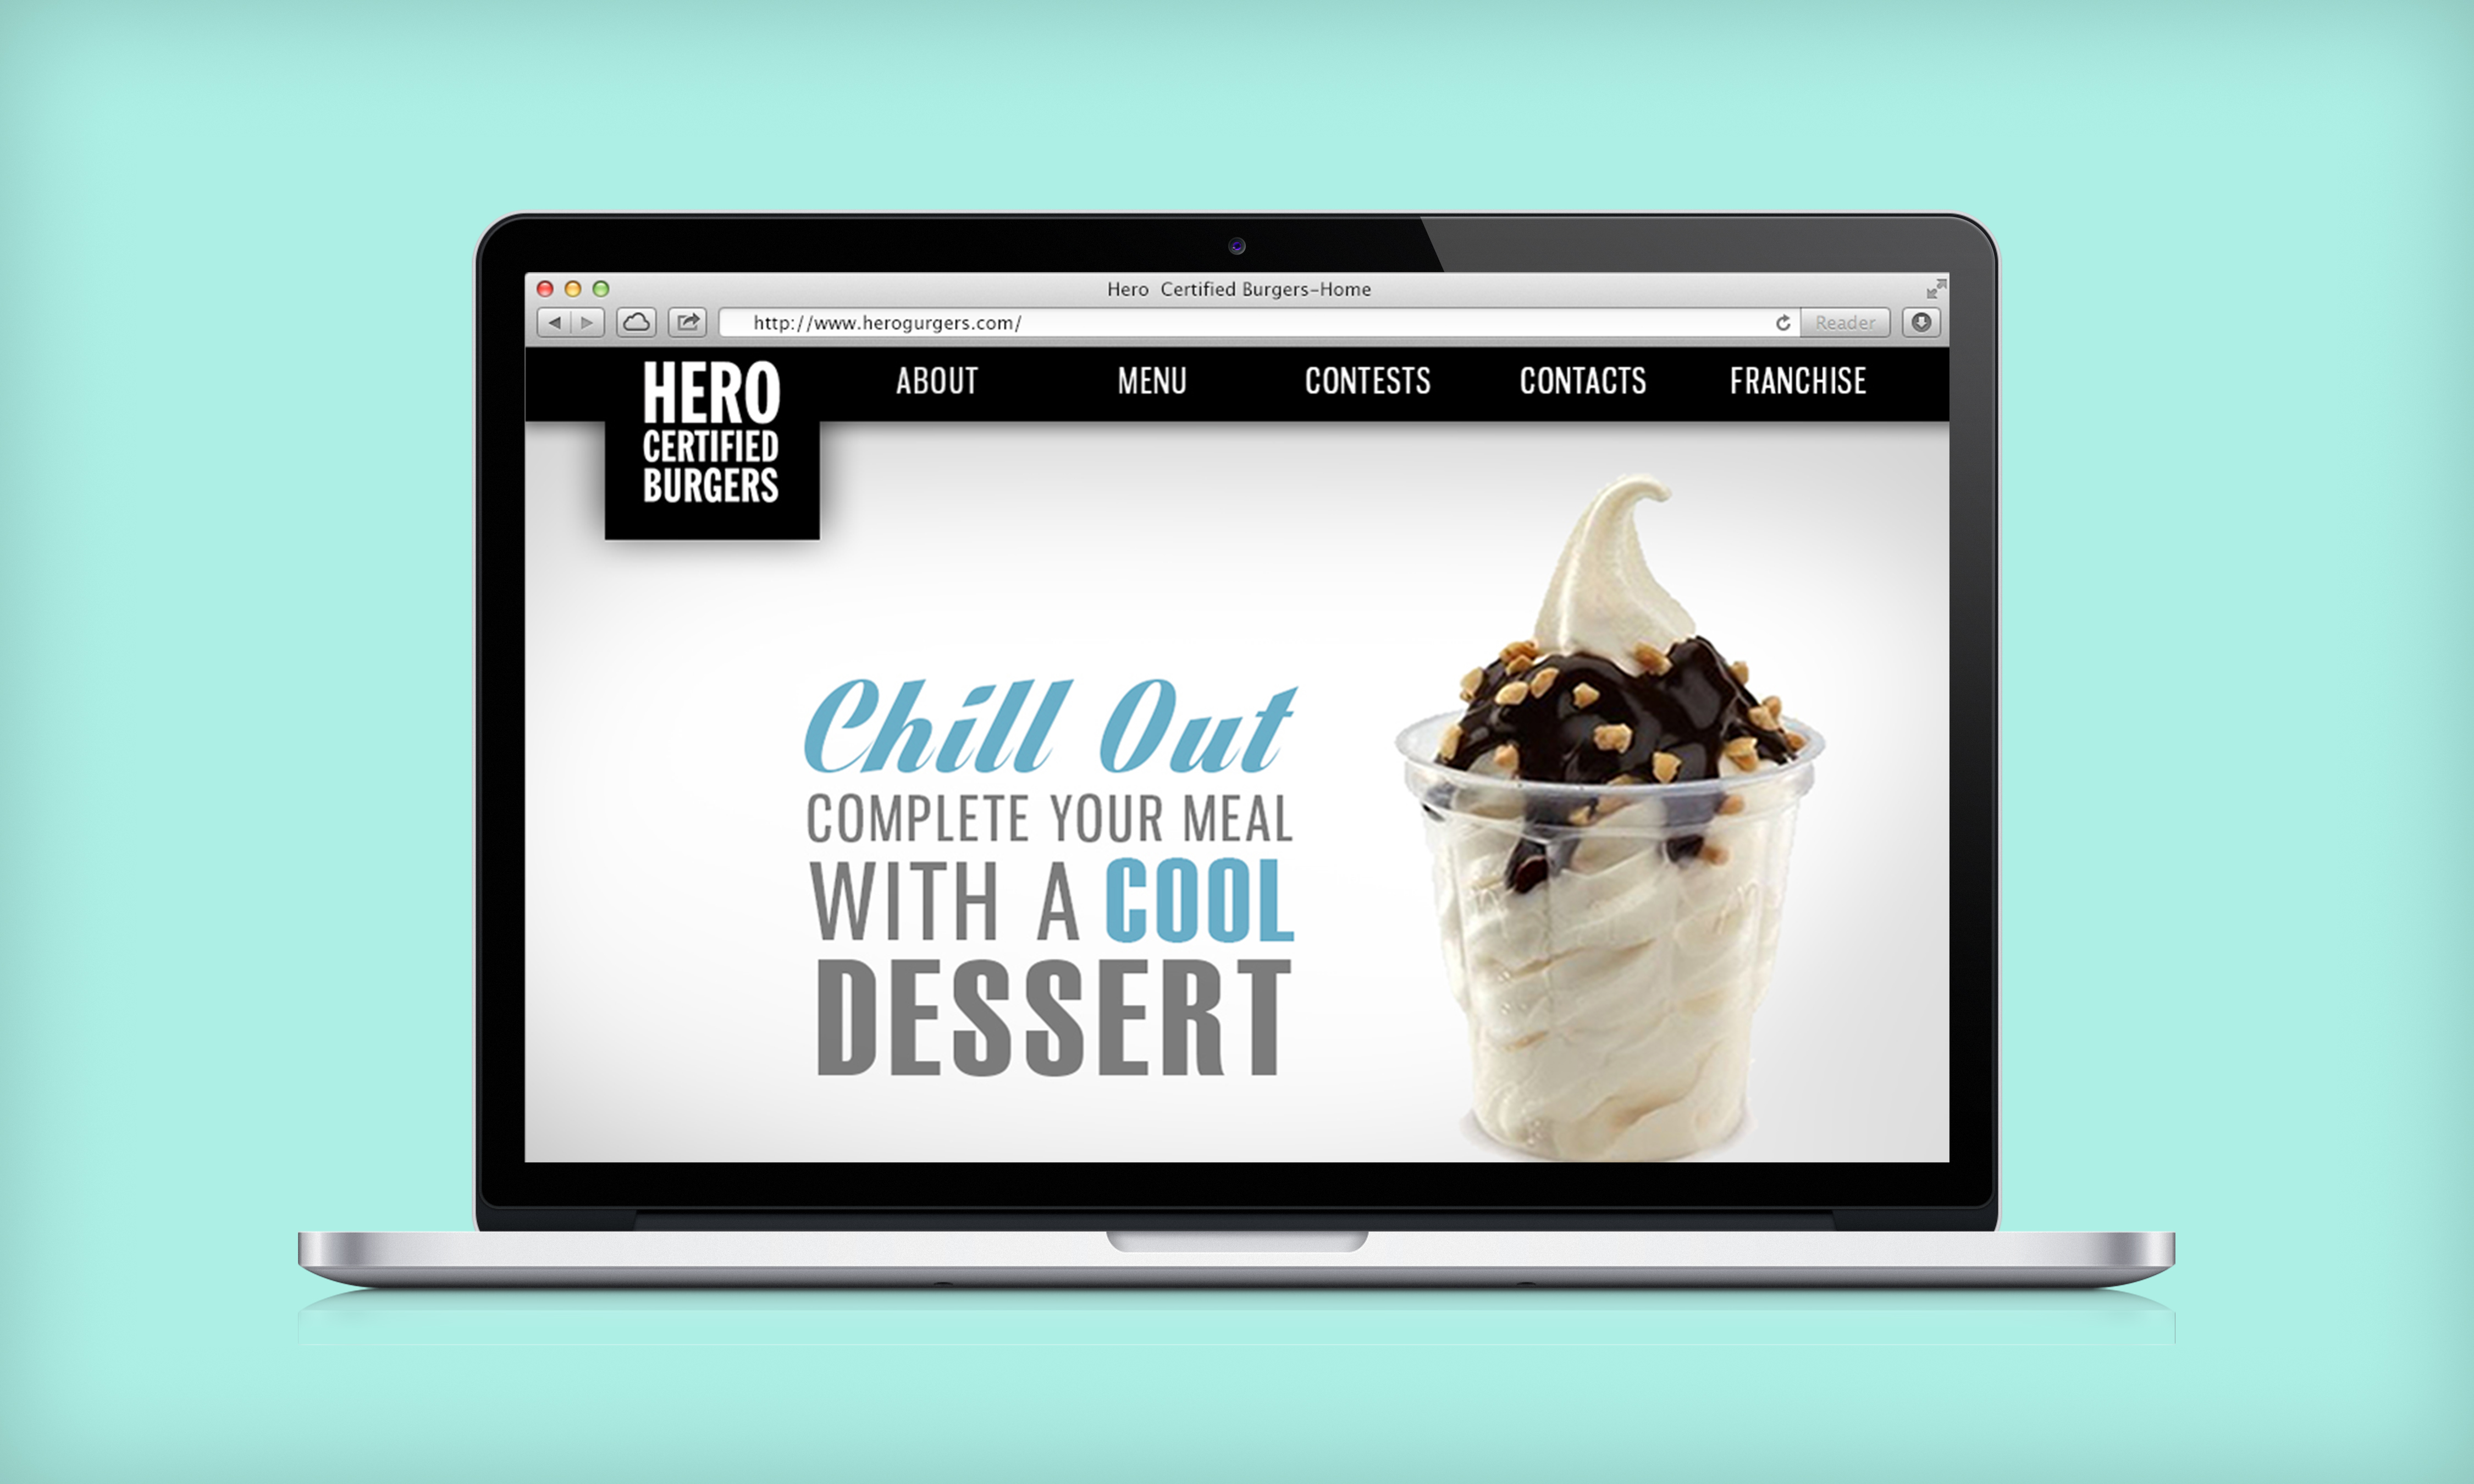 Hero  Certified Burgers-Home
http://www.herogurgers.com/
Reader
HERO
CERTIFIED
BURGERS
ABOUT
MENU
CONTESTS
CONTACTS
FRANCHISE
Chill Out
COMPLETE YOUR MEAL
WITH A COOL
DESSERT